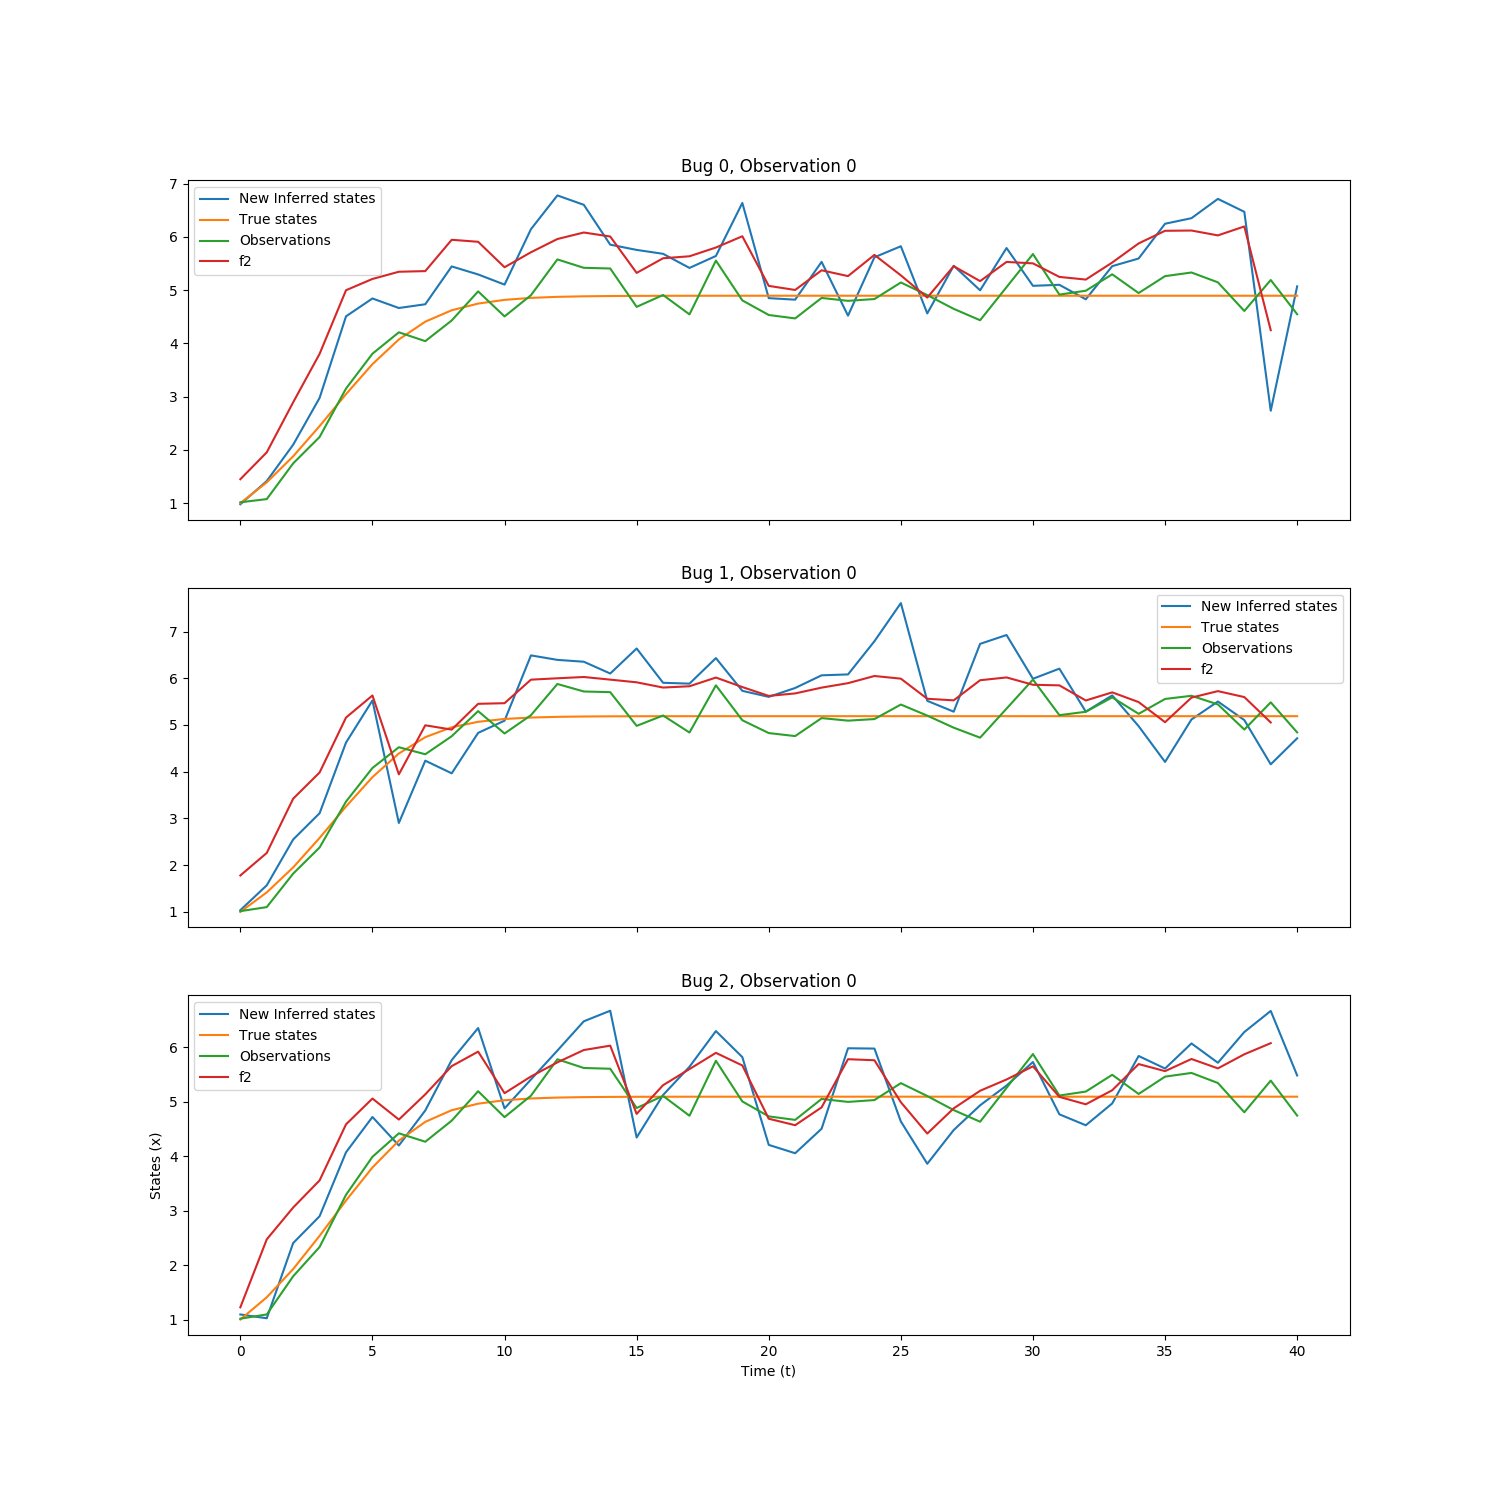 Bug 0, Observation 0
7
6
5
4
3
2
1
New Inferred states
True states
Observations
f2
Bug 1, Observation 0
7
6
5
4
3
2
1
New Inferred states
True states
Observations
f2
Bug 2, Observation 0
States (x)
6
5
4
3
2
1
New Inferred states
True states
Observations
f2
0 5 10 15 20 25 30 35 40
Time (t)